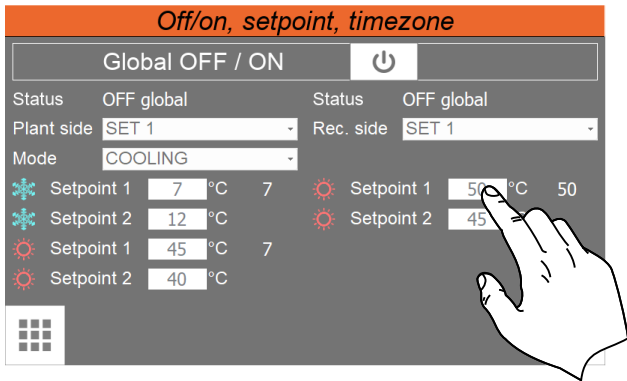 Off/on, setpoint, timezone
Global OFF / ON
Status OFF global Status OFF global
Plant side SET 1 Rec. side SET 1
Mode COOLING
Setpoint 1 7 °C 7 Setpoint 1 50 °C 50
Setpoint 2 12 °C Setpoint 2 45
Setpoint 1 45 °C 7
Setpoint 2 40 °C